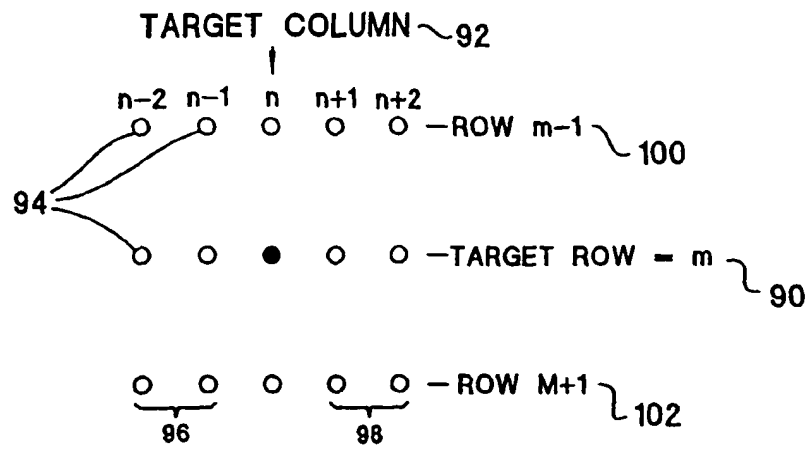 TARGET COLUMN 92
n-2 n-1 n n+1 n+2
ROW m-1 100
94
TARGET ROW = m 90
ROW M+1 102
96 98